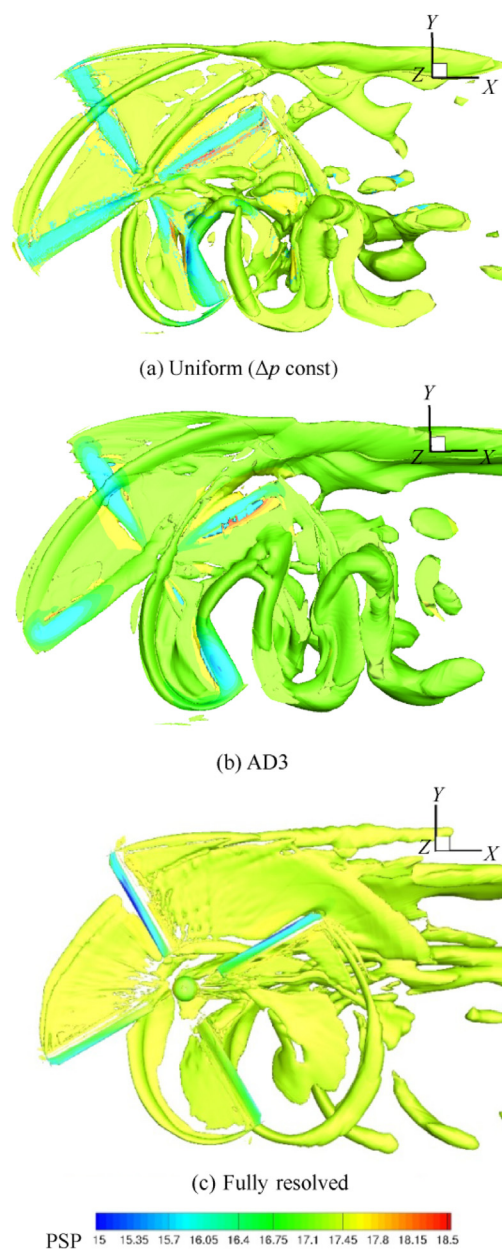 Y
Z
X
(a) Uniform (Δp const)
Y
Z
X
(b) AD3
Y
Z
X
(c) Fully resolved
PSP
15 15.35 15.7 16.05 16.4 16.75 17.1 17.45 17.8 18.15 18.5